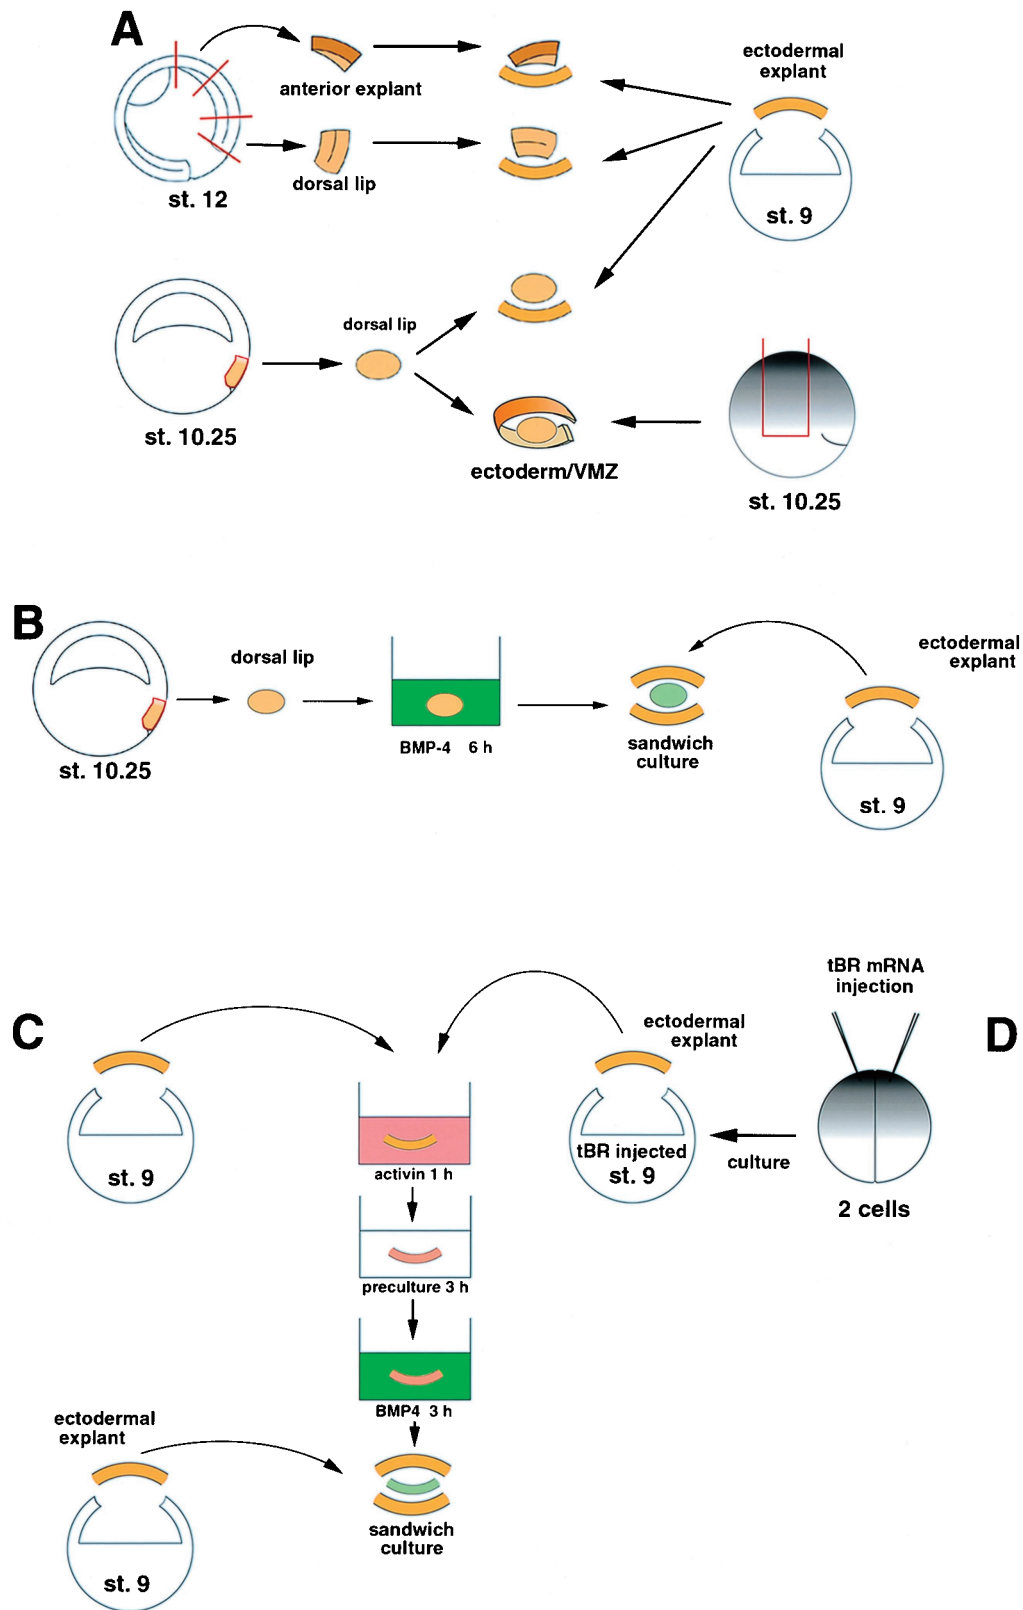 A
anterior explant
ectodermal
explant
dorsal lip
st. 12
st. 9
dorsal lip
st. 10.25
ectoderm/VMZ
st. 10.25
B
dorsal lip
ectodermal
explant
BMP-4 6 h
sandwich
culture
st. 10.25
st. 9
tBR mRNA
injection
C
ectodermal
explant
D
st. 9
activin 1 h
tBR injected
st. 9
culture
2 cells
preculture 3 h
BMP4 3 h
ectodermal
explant
sandwich
culture
st. 9